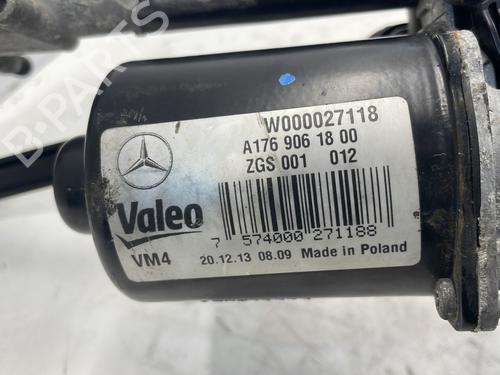 W000027118
A176 906 18 00
ZGS 001 012
Valeo
7 574000 271188
VM4
20.12.13 08.09 Made in Poland
B-PARTS